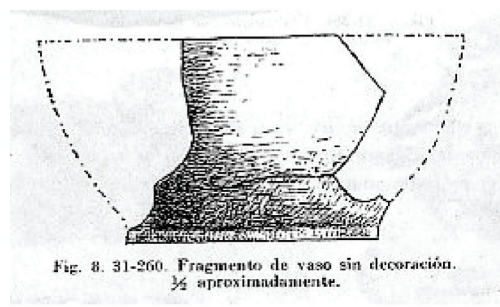 Fig. 8. 31-260. Fragmento de vaso sin decoración.
½ aproximadamente.